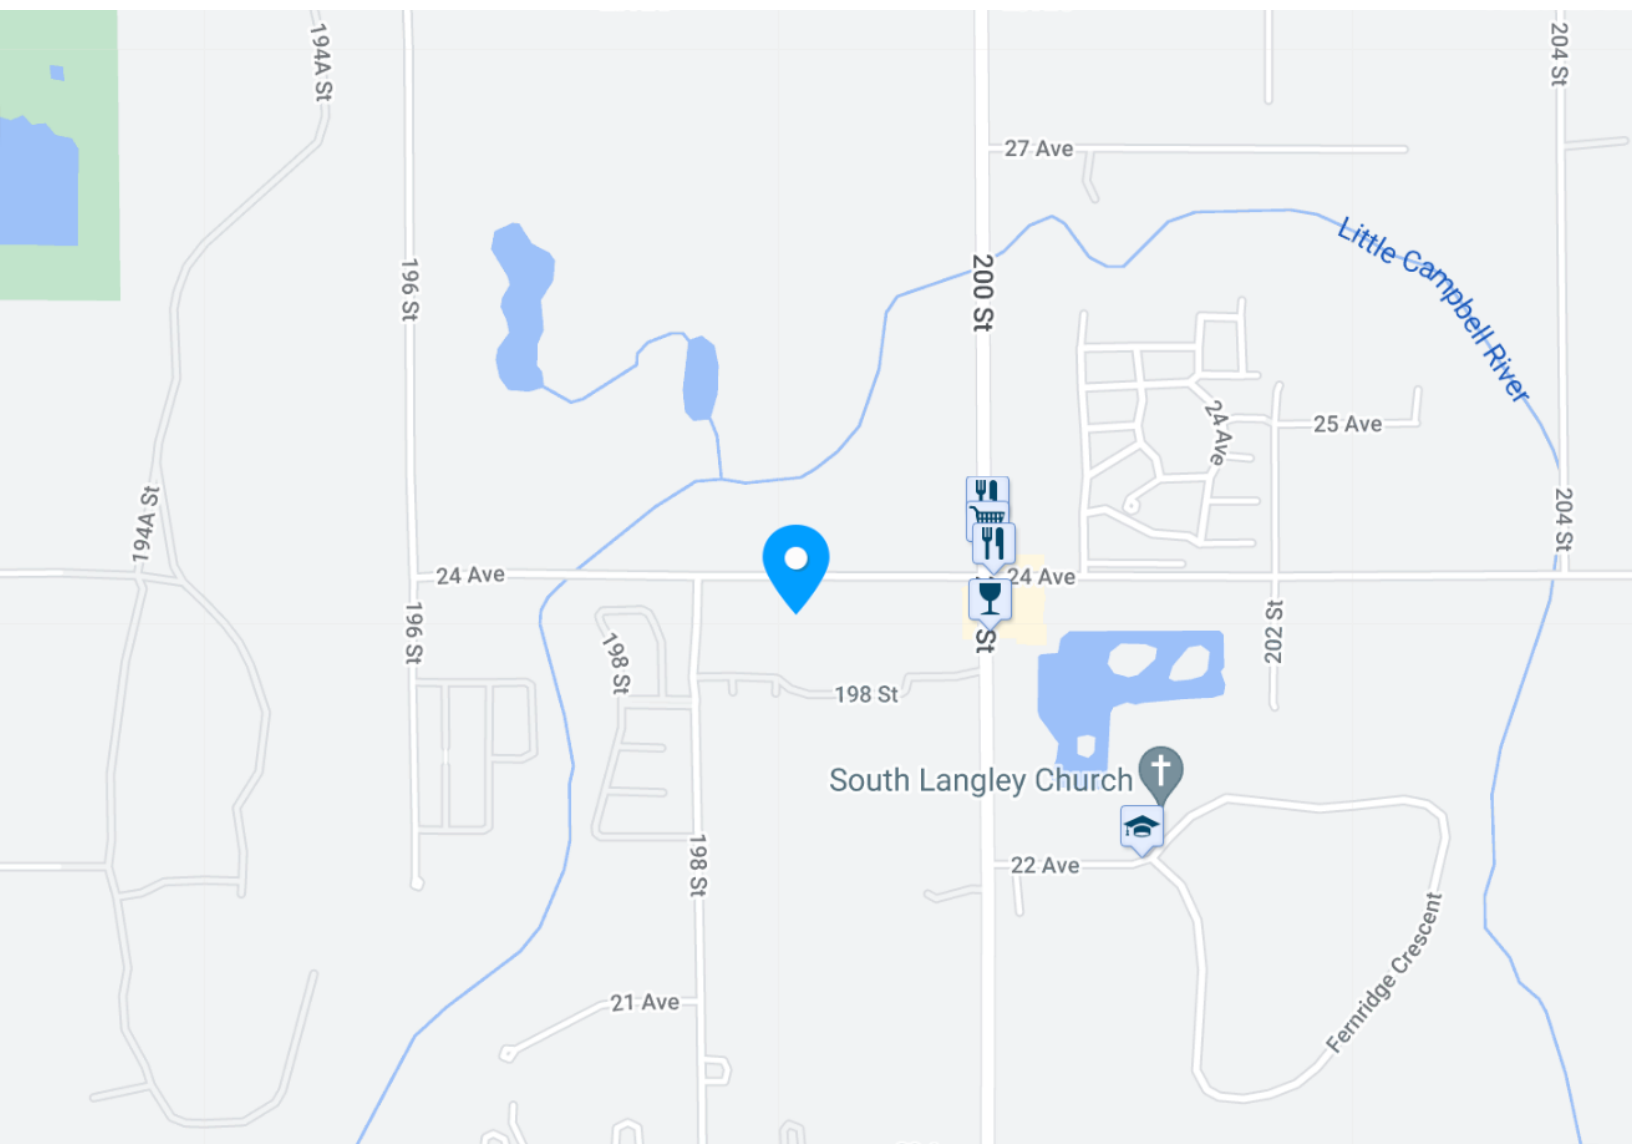 194A St
204 St
27 Ave
Little Campbell River
196 St
200 St
24 Ave
25 Ave
194A St
204 St
24 Ave
24 Ave
196 St
198 St
St
202 St
198 St
South Langley Church
198 St
22 Ave
Fernridge Crescent
21 Ave